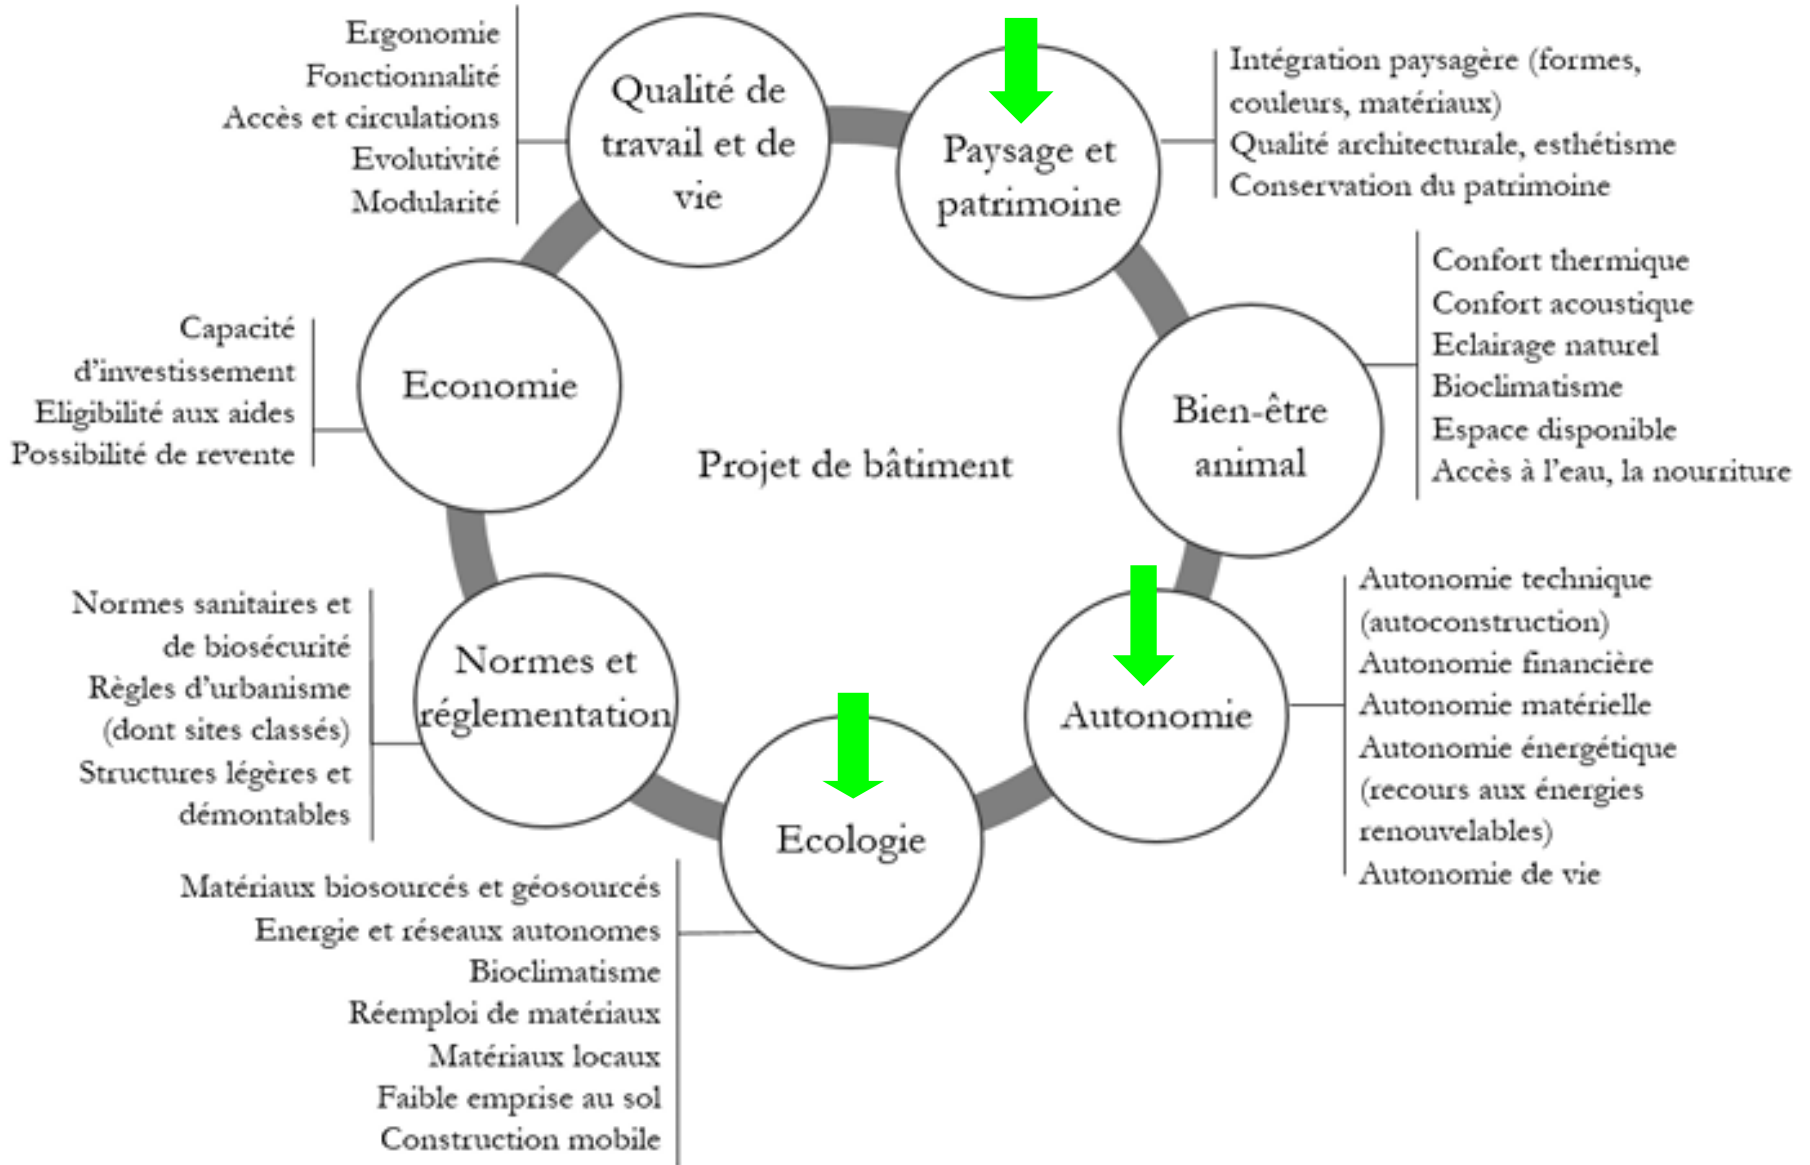 Ergonomie
Fonctionnalité
Accès et circulations
Evolutivité
Modularité
Qualité de
travail et de
vie
Paysage et
patrimoine
Intégration paysagère (formes,
couleurs, matériaux)
Qualité architecturale, esthétisme
Conservation du patrimoine
Capacité
d'investissement
Eligibilité aux aides
Possibilité de revente
Economie
Projet de bâtiment
Bien-être
animal
Confort thermique
Confort acoustique
Eclairage naturel
Bioclimatisme
Espace disponible
Accès à l'eau, la nourriture
Normes sanitaires et
de biosécurité
Règles d'urbanisme
(dont sites classés)
Structures légères et
démontables
Normes et
réglementation
Autonomie
Autonomie technique
(autoconstruction)
Autonomie financière
Autonomie matérielle
Autonomie énergétique
(recours aux énergies
renouvelables)
Autonomie de vie
Ecologie
Matériaux biosourcés et géosourcés
Energie et réseaux autonomes
Bioclimatisme
Réemploi de matériaux
Matériaux locaux
Faible emprise au sol
Construction mobile